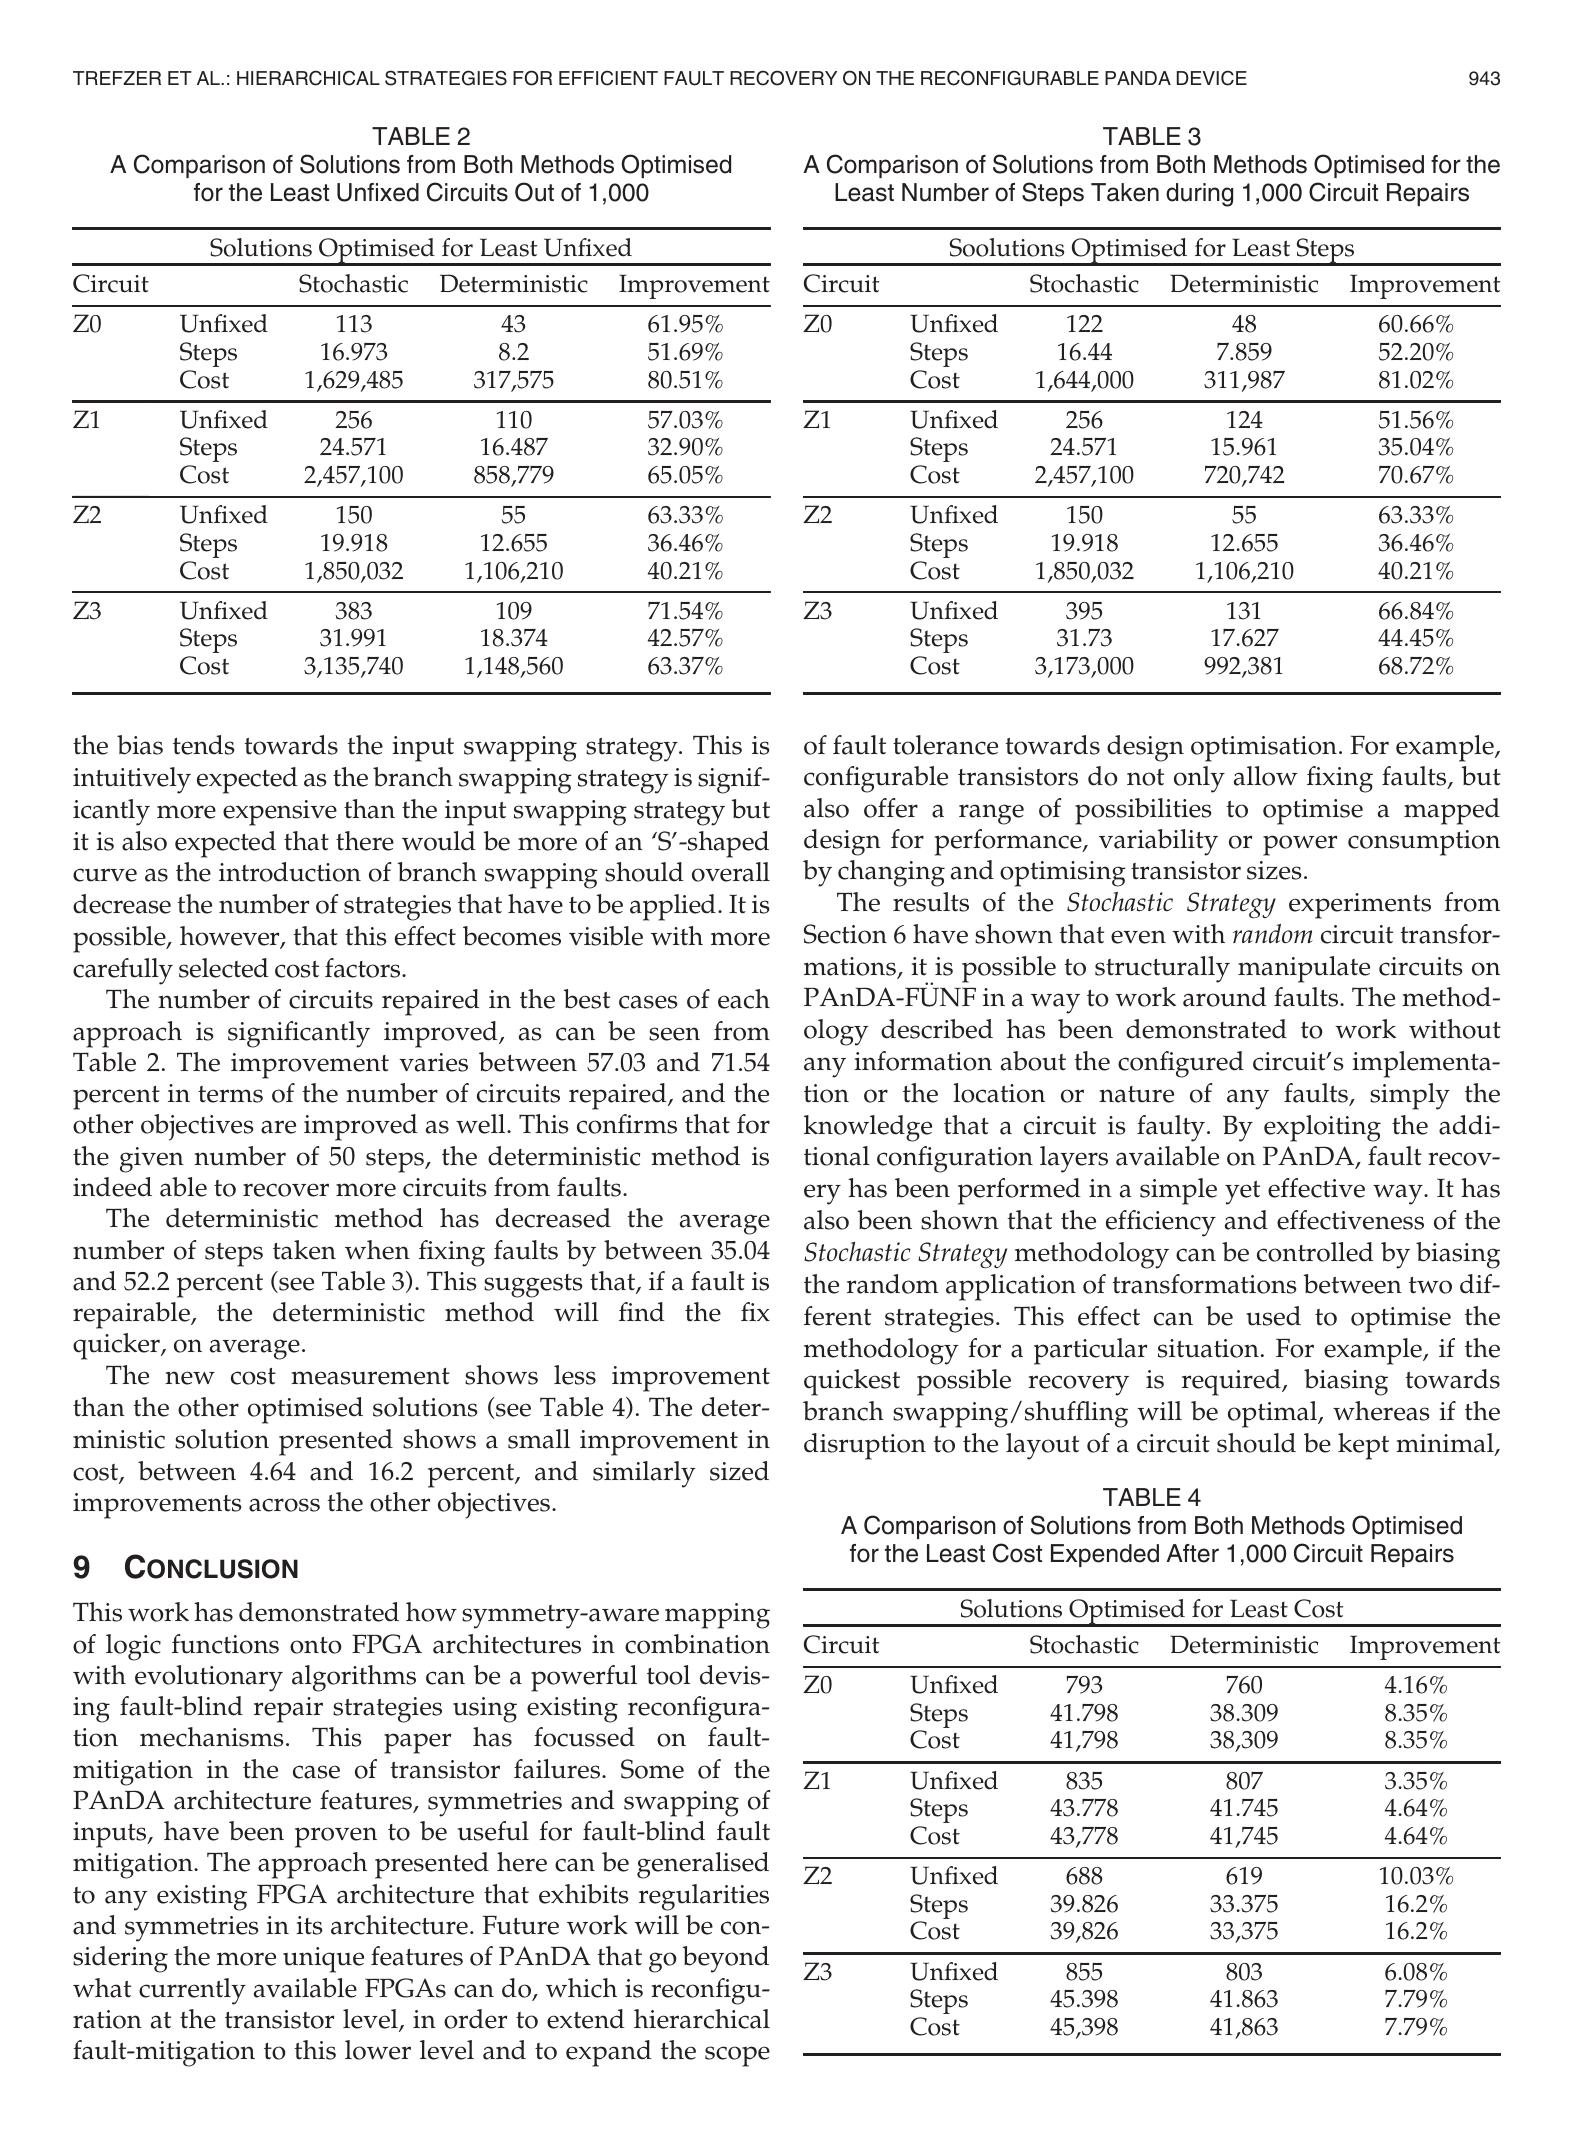 TREFZER ET AL.: HIERARCHICAL STRATEGIES FOR EFFICIENT FAULT RECOVERY ON THE RECONFIGURABLE PANDA DEVICE 943
TABLE 2
A Comparison of Solutions from Both Methods Optimised
for the Least Unfixed Circuits Out of 1,000
Solutions Optimised for Least Unfixed
Circuit Stochastic Deterministic Improvement
Z0 Unfixed 113 43 61.95%
Steps 16.973 8.2 51.69%
Cost 1,629,485 317,575 80.51%
Z1 Unfixed 256 110 57.03%
Steps 24.571 16.487 32.90%
Cost 2,457,100 858,779 65.05%
Z2 Unfixed 150 55 63.33%
Steps 19.918 12.655 36.46%
Cost 1,850,032 1,106,210 40.21%
Z3 Unfixed 383 109 71.54%
Steps 31.991 18.374 42.57%
Cost 3,135,740 1,148,560 63.37%
the bias tends towards the input swapping strategy. This is
intuitively expected as the branch swapping strategy is signif-
icantly more expensive than the input swapping strategy but
it is also expected that there would be more of an ‘S’-shaped
curve as the introduction of branch swapping should overall
decrease the number of strategies that have to be applied. It is
possible, however, that this effect becomes visible with more
carefully selected cost factors.
The number of circuits repaired in the best cases of each
approach is significantly improved, as can be seen from
Table 2. The improvement varies between 57.03 and 71.54
percent in terms of the number of circuits repaired, and the
other objectives are improved as well. This confirms that for
the given number of 50 steps, the deterministic method is
indeed able to recover more circuits from faults.
The deterministic method has decreased the average
number of steps taken when fixing faults by between 35.04
and 52.2 percent (see Table 3). This suggests that, if a fault is
repairable, the deterministic method will find the fix
quicker, on average.
The new cost measurement shows less improvement
than the other optimised solutions (see Table 4). The deter-
ministic solution presented shows a small improvement in
cost, between 4.64 and 16.2 percent, and similarly sized
improvements across the other objectives.
9 CONCLUSION
This work has demonstrated how symmetry-aware mapping
of logic functions onto FPGA architectures in combination
with evolutionary algorithms can be a powerful tool devis-
ing fault-blind repair strategies using existing reconfigura-
tion mechanisms. This paper has focussed on fault-
mitigation in the case of transistor failures. Some of the
PAnDA architecture features, symmetries and swapping of
inputs, have been proven to be useful for fault-blind fault
mitigation. The approach presented here can be generalised
to any existing FPGA architecture that exhibits regularities
and symmetries in its architecture. Future work will be con-
sidering the more unique features of PAnDA that go beyond
what currently available FPGAs can do, which is reconfigu-
ration at the transistor level, in order to extend hierarchical
fault-mitigation to this lower level and to expand the scope
TABLE 3
A Comparison of Solutions from Both Methods Optimised for the
Least Number of Steps Taken during 1,000 Circuit Repairs
Soolutions Optimised for Least Steps
Circuit Stochastic Deterministic Improvement
Z0 Unfixed 122 48 60.66%
Steps 16.44 7.859 52.20%
Cost 1,644,000 311,987 81.02%
Z1 Unfixed 256 124 51.56%
Steps 24.571 15.961 35.04%
Cost 2,457,100 720,742 70.67%
Z2 Unfixed 150 55 63.33%
Steps 19.918 12.655 36.46%
Cost 1,850,032 1,106,210 40.21%
Z3 Unfixed 395 131 66.84%
Steps 31.73 17.627 44.45%
Cost 3,173,000 992,381 68.72%
of fault tolerance towards design optimisation. For example,
configurable transistors do not only allow fixing faults, but
also offer a range of possibilities to optimise a mapped
design for performance, variability or power consumption
by changing and optimising transistor sizes.
The results of the Stochastic Strategy experiments from
Section 6 have shown that even with random circuit transfor-
mations, it is possible to structurally manipulate circuits on
PAnDA-FÜNF in a way to work around faults. The method-
ology described has been demonstrated to work without
any information about the configured circuit’s implementa-
tion or the location or nature of any faults, simply the
knowledge that a circuit is faulty. By exploiting the addi-
tional configuration layers available on PAnDA, fault recov-
ery has been performed in a simple yet effective way. It has
also been shown that the efficiency and effectiveness of the
Stochastic Strategy methodology can be controlled by biasing
the random application of transformations between two dif-
ferent strategies. This effect can be used to optimise the
methodology for a particular situation. For example, if the
quickest possible recovery is required, biasing towards
branch swapping/shuffling will be optimal, whereas if the
disruption to the layout of a circuit should be kept minimal,
TABLE 4
A Comparison of Solutions from Both Methods Optimised
for the Least Cost Expended After 1,000 Circuit Repairs
Solutions Optimised for Least Cost
Circuit Stochastic Deterministic Improvement
Z0 Unfixed 793 760 4.16%
Steps 41.798 38.309 8.35%
Cost 41,798 38,309 8.35%
Z1 Unfixed 835 807 3.35%
Steps 43.778 41.745 4.64%
Cost 43,778 41,745 4.64%
Z2 Unfixed 688 619 10.03%
Steps 39.826 33.375 16.2%
Cost 39,826 33,375 16.2%
Z3 Unfixed 855 803 6.08%
Steps 45.398 41.863 7.79%
Cost 45,398 41,863 7.79%